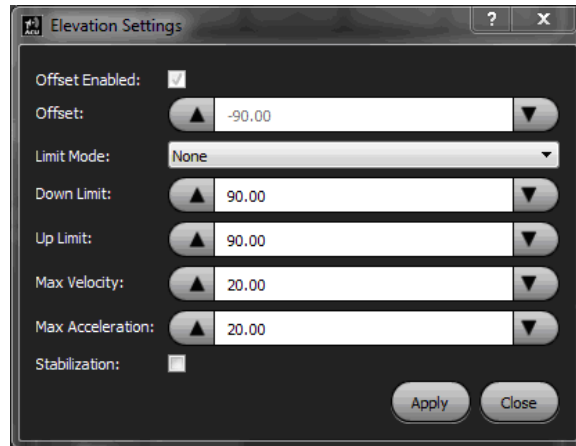 ACU Elevation Settings ? X
Offset Enabled:
Offset: -90.00
Limit Mode: None
Down Limit: 90.00
Up Limit: 90.00
Max Velocity: 20.00
Max Acceleration: 20.00
Stabilization:
Apply Close